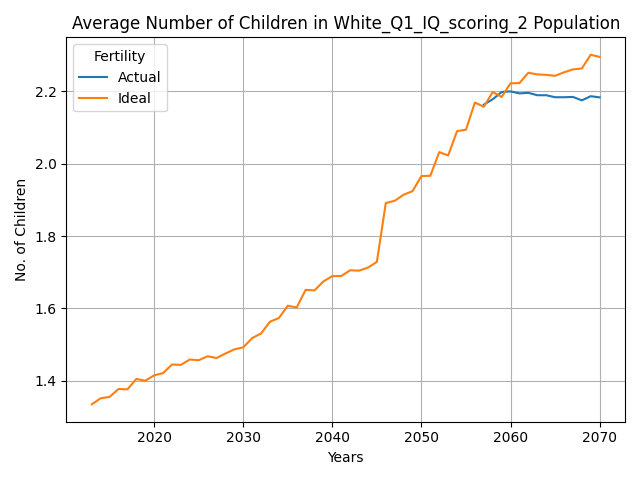 Average Number of Children in White_Q1_IQ_scoring_2 Population
Fertility
Actual
Ideal
No. of Children
2.2
2.0
1.8
1.6
1.4
2020 2030 2040 2050 2060 2070
Years